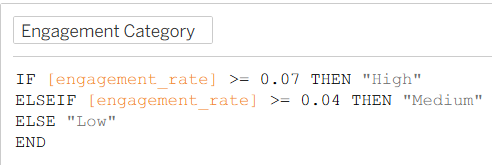 Engagement Category
IF [engagement_rate] >= 0.07 THEN "High"
ELSEIF [engagement_rate] >= 0.04 THEN "Medium"
ELSE "Low"
END